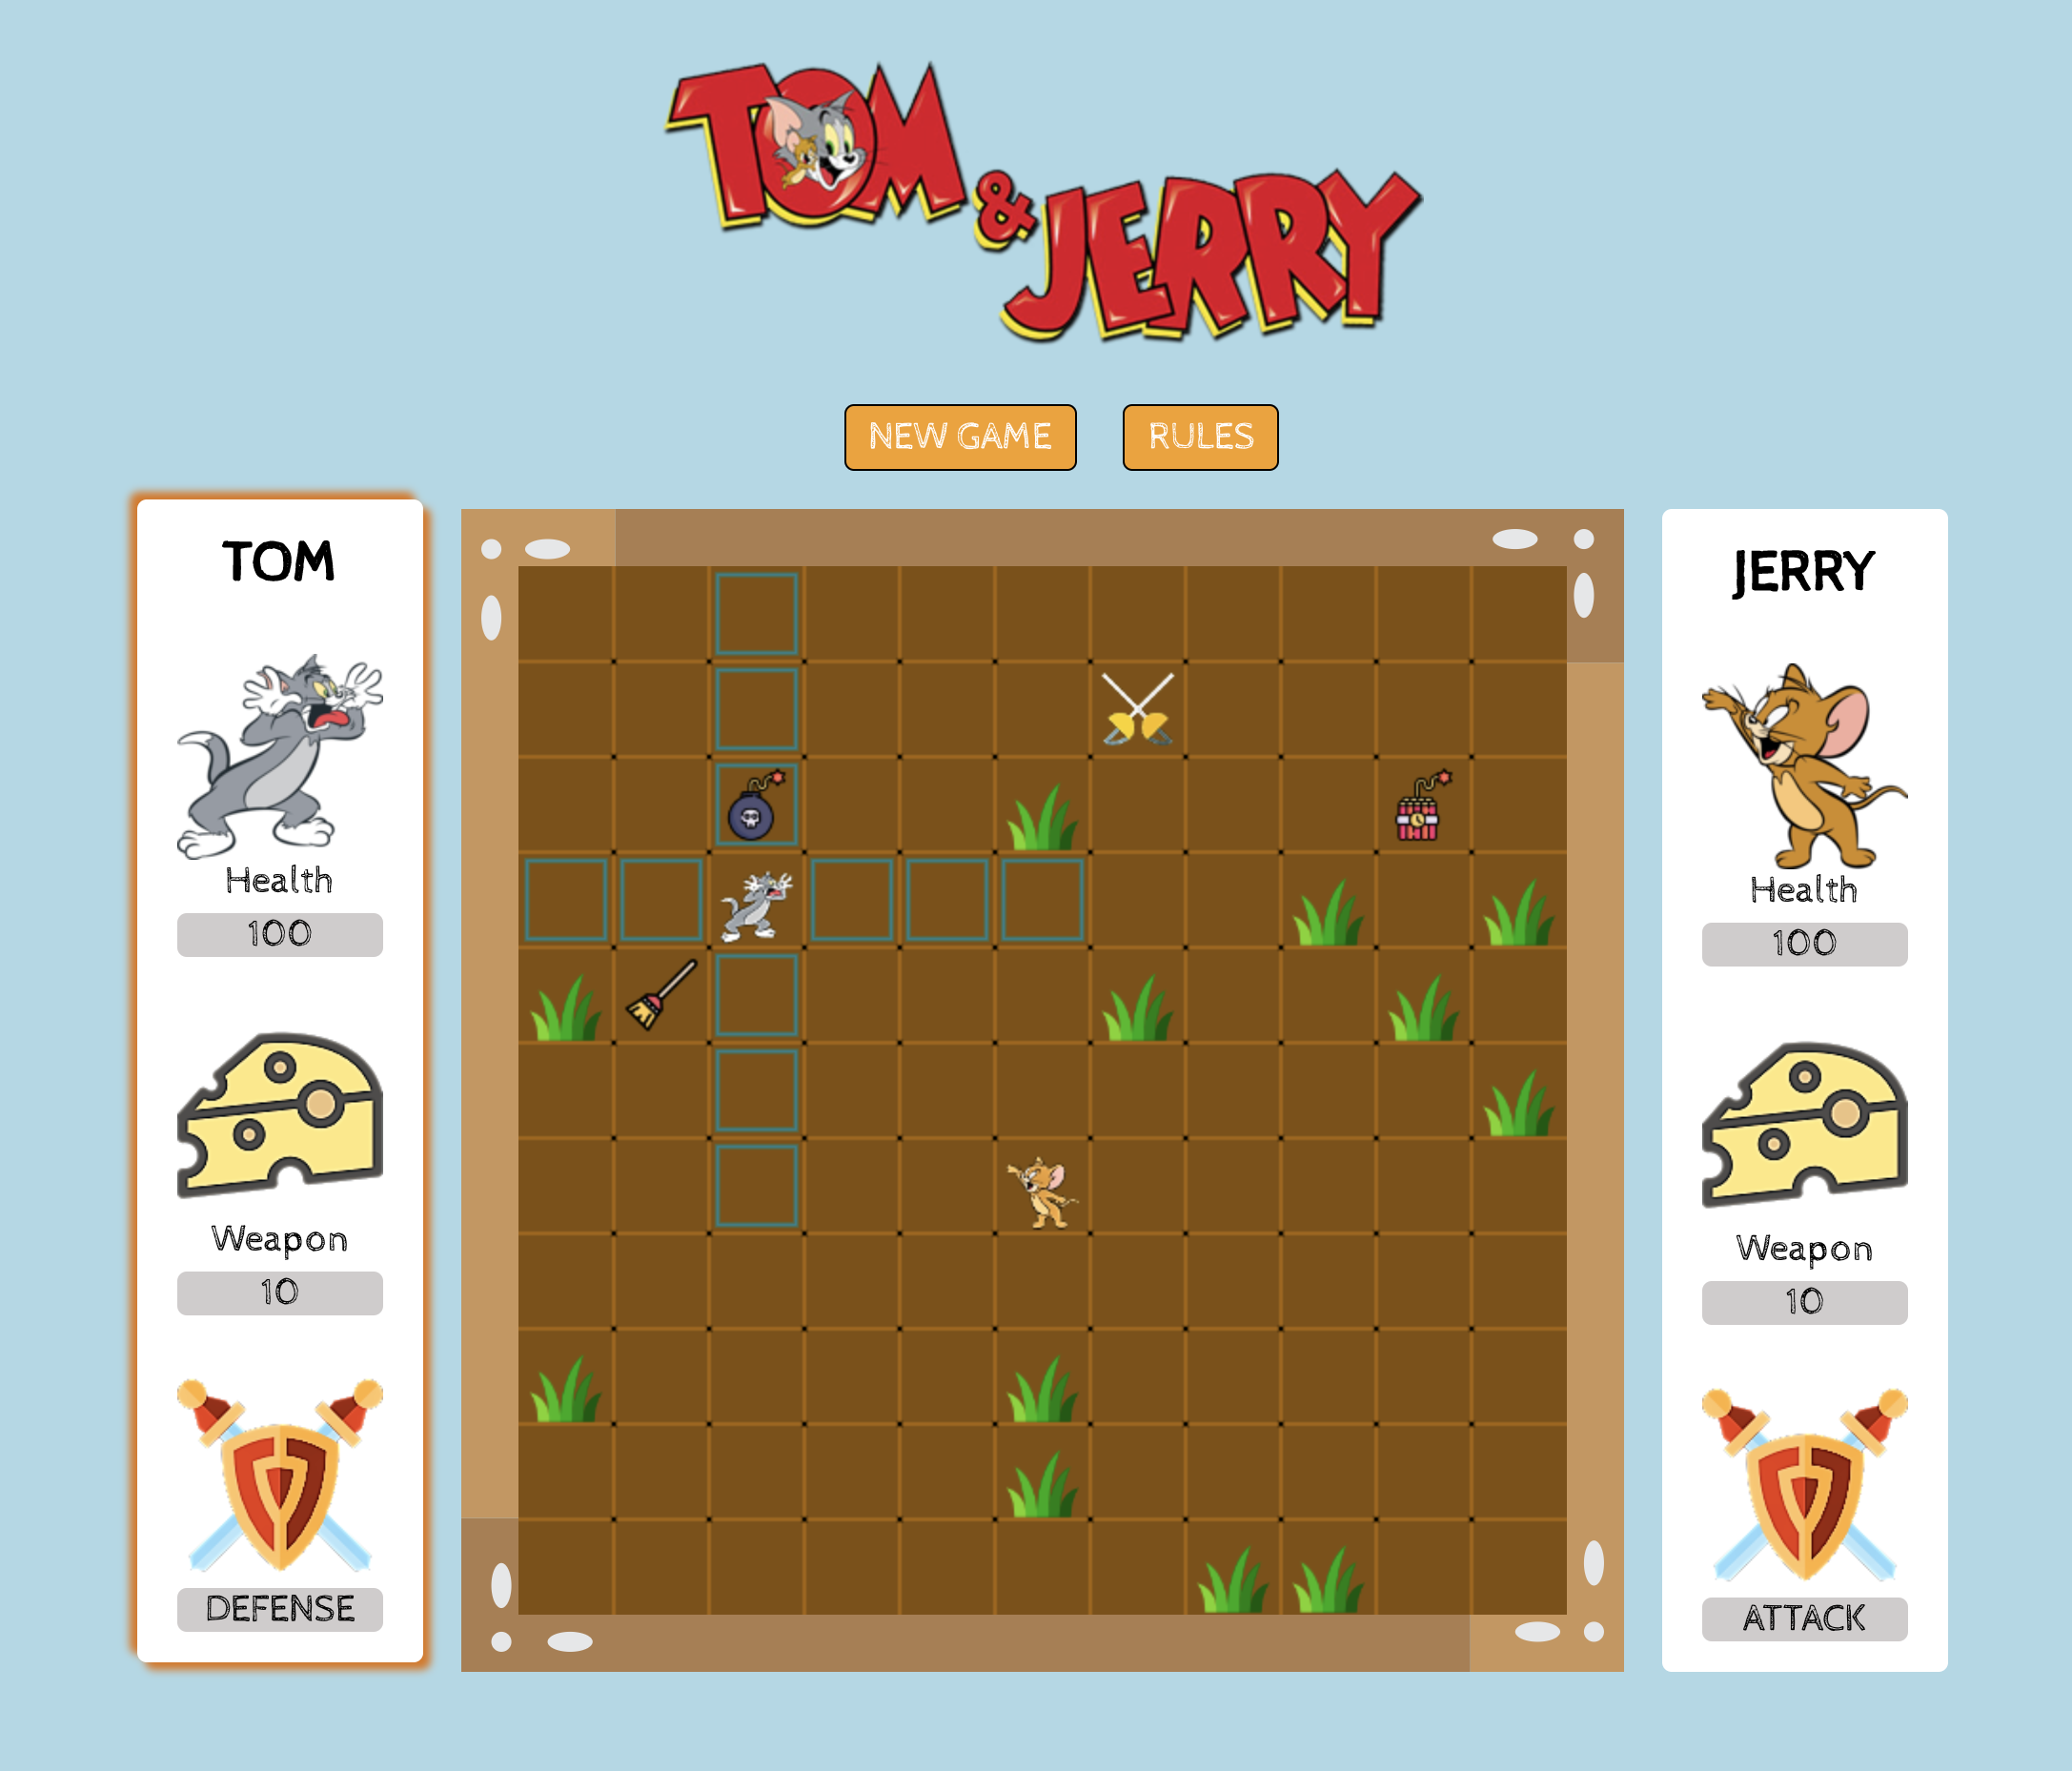 TOM
& JERRY
NEW GAME
RULES
TOM
Health
100
Weapon
10
DEFENSE
JERRY
Health
100
Weapon
10
ATTACK